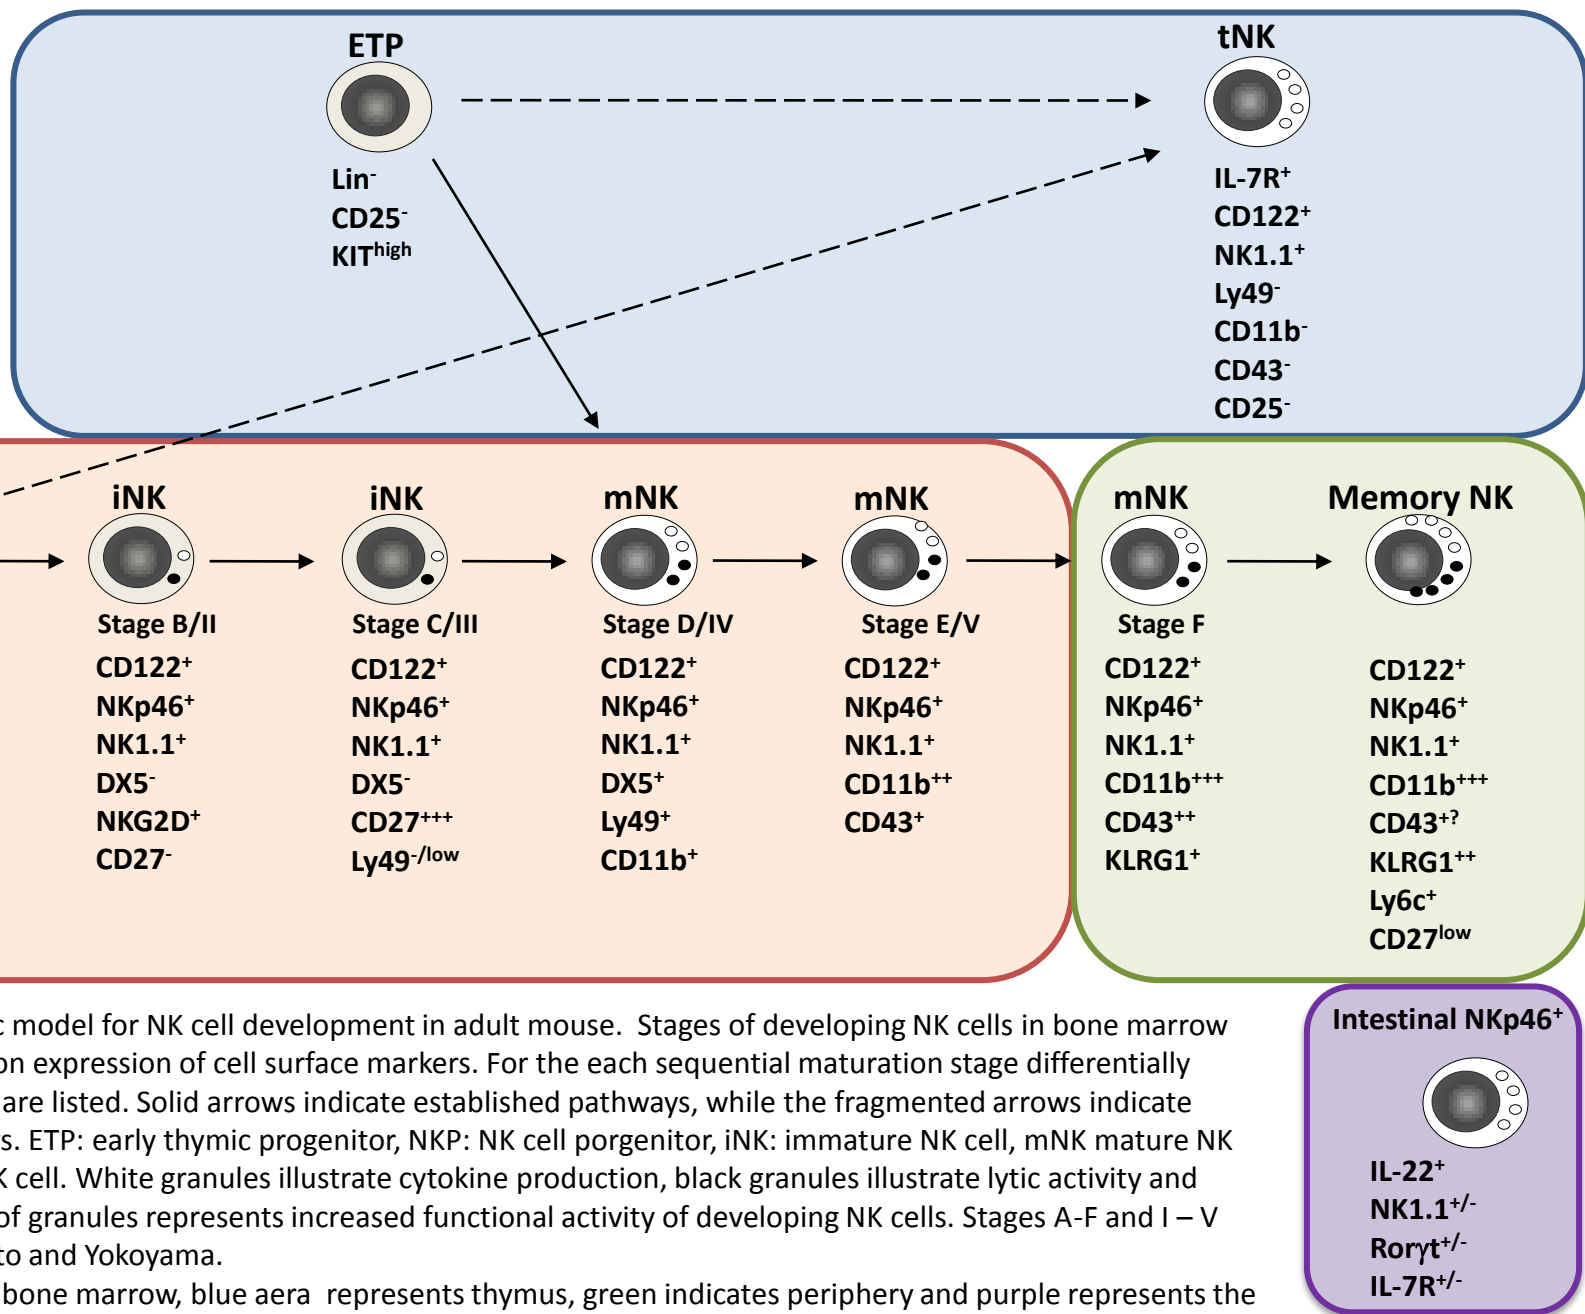 ETP
Lin⁻
CD25⁻
KIT^high
tNK
IL-7R⁺
CD122⁺
NK1.1⁺
Ly49⁻
CD11b⁻
CD43⁻
CD25⁻
iNK
Stage B/II
CD122⁺
NKp46⁺
NK1.1⁺
DX5⁻
NKG2D⁺
CD27⁻
iNK
Stage C/III
CD122⁺
NKp46⁺
NK1.1⁺
DX5⁻
CD27⁺⁺⁺
Ly49^-/low
mNK
Stage D/IV
CD122⁺
NKp46⁺
NK1.1⁺
DX5⁺
Ly49⁺
CD11b⁺
mNK
Stage E/V
CD122⁺
NKp46⁺
NK1.1⁺
CD11b⁺⁺
CD43⁺
mNK
Stage F
CD122⁺
NKp46⁺
NK1.1⁺
CD11b⁺⁺⁺
CD43⁺⁺
KLRG1⁺
Memory NK
CD122⁺
NKp46⁺
NK1.1⁺
CD11b⁺⁺⁺
CD43^+?
KLRG1⁺⁺
Ly6c⁺
CD27^low
Intestinal NKp46⁺
IL-22⁺
NK1.1^+/-
Rorγt^+/-
IL-7R^+/-
c model for NK cell development in adult mouse. Stages of developing NK cells in bone marrow
on expression of cell surface markers. For the each sequential maturation stage differentially
are listed. Solid arrows indicate established pathways, while the fragmented arrows indicate
s. ETP: early thymic progenitor, NKP: NK cell porgenitor, iNK: immature NK cell, mNK mature NK
K cell. White granules illustrate cytokine production, black granules illustrate lytic activity and
of granules represents increased functional activity of developing NK cells. Stages A-F and I – V
to and Yokoyama.
bone marrow, blue aera represents thymus, green indicates periphery and purple represents the